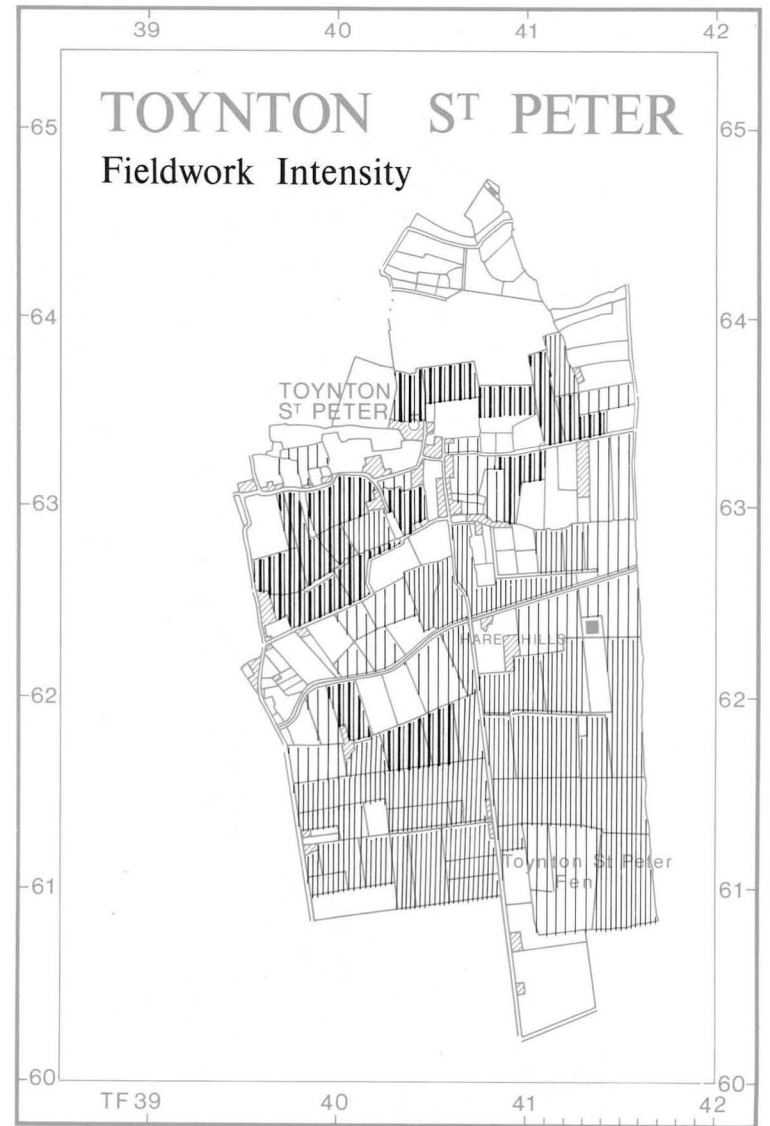 39 40 41 42
TOYNTON ST PETER
65 65
Fieldwork Intensity
64 64
TOYNTON
ST PETER
63 63
HARE HILLS
62 62
Toynton St Peter
Fen
61 61
60 60
TF 39 40 41 42